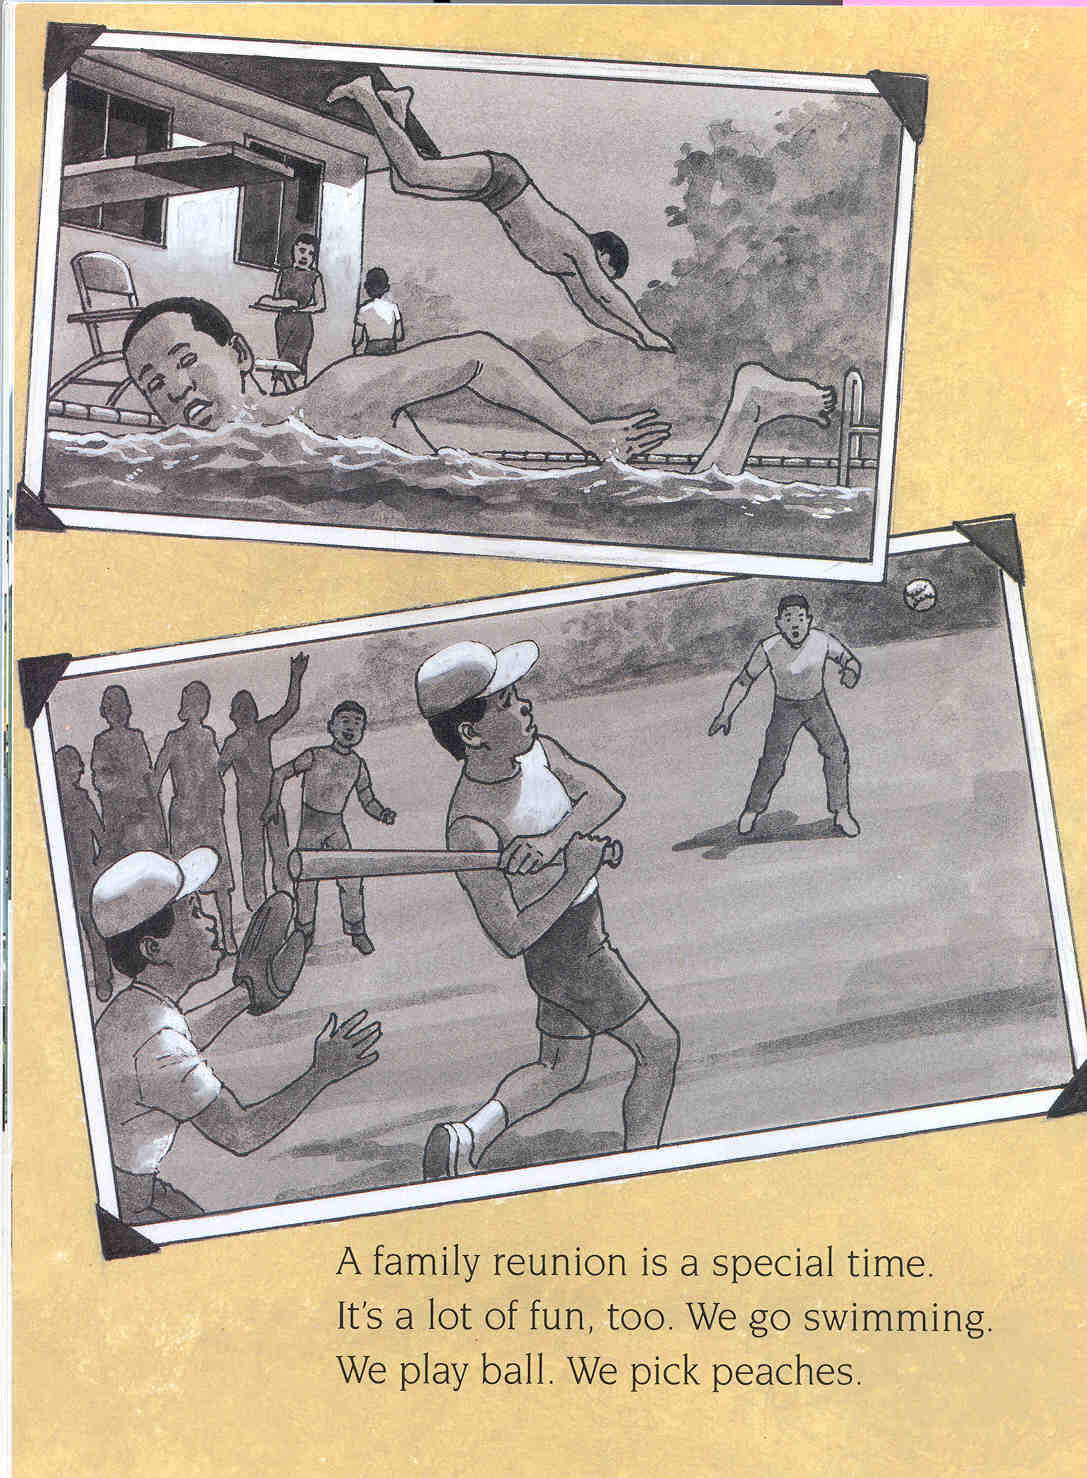 A family reunion is a special time.
It's a lot of fun, too. We go swimming.
We play ball. We pick peaches.